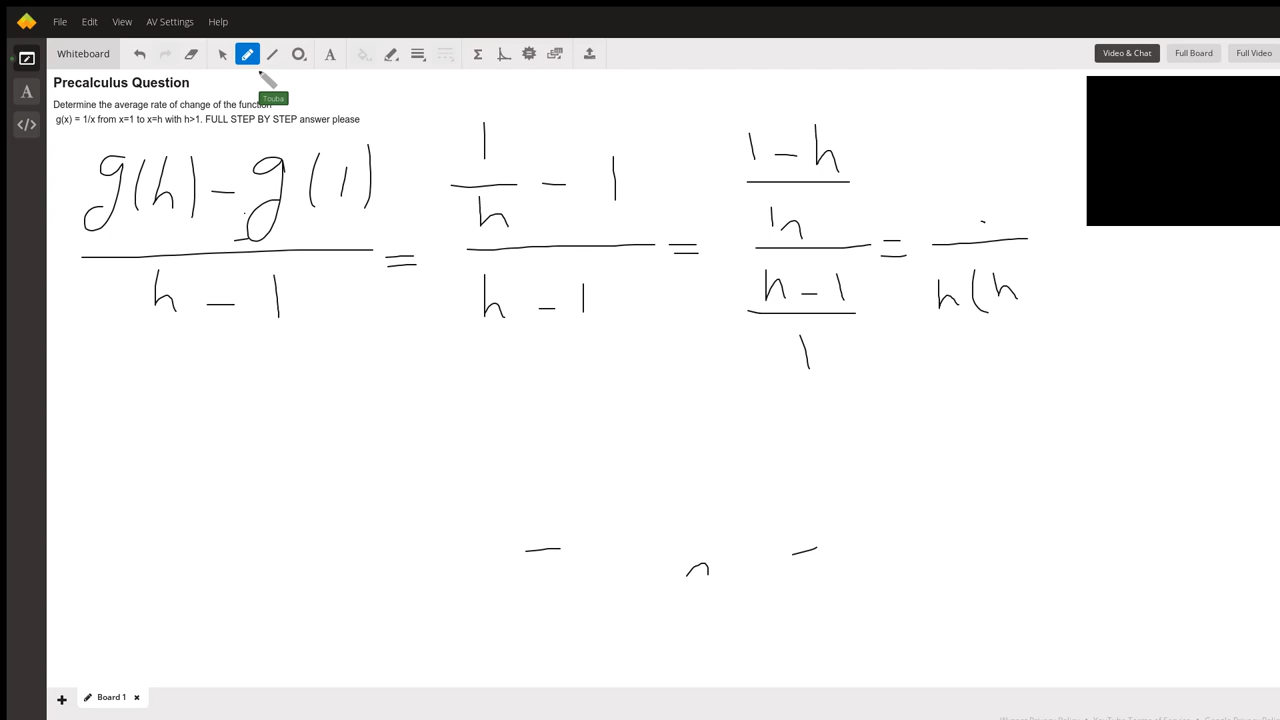 File Edit View AV Settings Help
Whiteboard A Σ Video & Chat Full Board Full Video
Precalculus Question
Touba
Determine the average rate of change of the function
g(x) = 1/x from x=1 to x=h with h>1. FULL STEP BY STEP answer please
g(h) - g(1) / h - 1 = 1/h - 1 / h - 1 = 1 - h / h / h - 1 / 1 = / h(h
Board 1